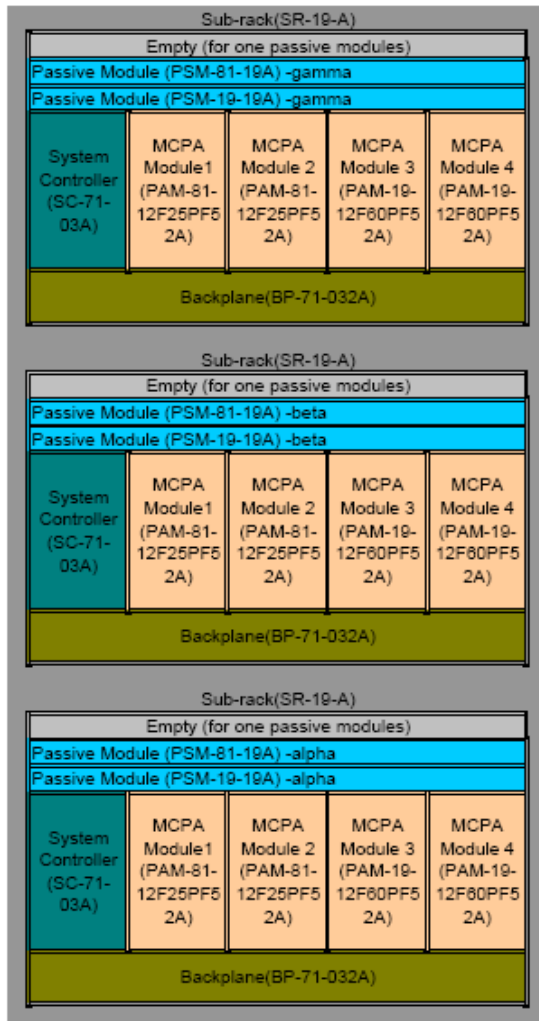 Sub-rack(SR-19-A)
Empty (for one passive modules)
Passive Module (PSM-81-19A) -gamma
Passive Module (PSM-19-19A) -gamma
System
Controller
(SC-71-
03A)
MCPA
Module1
(PAM-81-
12F25PF5
2A)
MCPA
Module 2
(PAM-81-
12F25PF5
2A)
MCPA
Module 3
(PAM-19-
12F60PF5
2A)
MCPA
Module 4
(PAM-19-
12F60PF5
2A)
Backplane(BP-71-032A)
Sub-rack(SR-19-A)
Empty (for one passive modules)
Passive Module (PSM-81-19A) -beta
Passive Module (PSM-19-19A) -beta
System
Controller
(SC-71-
03A)
MCPA
Module1
(PAM-81-
12F25PF5
2A)
MCPA
Module 2
(PAM-81-
12F25PF5
2A)
MCPA
Module 3
(PAM-19-
12F60PF5
2A)
MCPA
Module 4
(PAM-19-
12F60PF5
2A)
Backplane(BP-71-032A)
Sub-rack(SR-19-A)
Empty (for one passive modules)
Passive Module (PSM-81-19A) -alpha
Passive Module (PSM-19-19A) -alpha
System
Controller
(SC-71-
03A)
MCPA
Module1
(PAM-81-
12F25PF5
2A)
MCPA
Module 2
(PAM-81-
12F25PF5
2A)
MCPA
Module 3
(PAM-19-
12F60PF5
2A)
MCPA
Module 4
(PAM-19-
12F60PF5
2A)
Backplane(BP-71-032A)